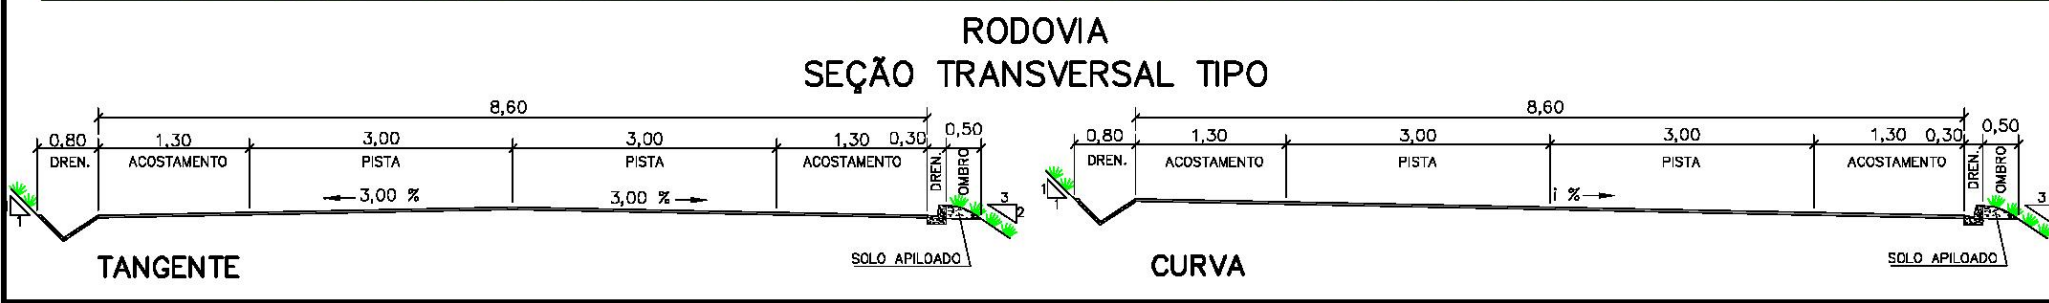 RODOVIA
SEÇÃO TRANSVERSAL TIPO
8,60
0,80 1,30 3,00 3,00 1,30 0,30 0,50
DREN. ACOSTAMENTO PISTA PISTA ACOSTAMENTO DREN. OMBRO
3,00 % 3,00 %
1
3
2
SOLO APILOADO
TANGENTE
8,60
0,80 1,30 3,00 3,00 1,30 0,30 0,50
DREN. ACOSTAMENTO PISTA PISTA ACOSTAMENTO DREN. OMBRO
1
1
i %
3
SOLO APILOADO
CURVA